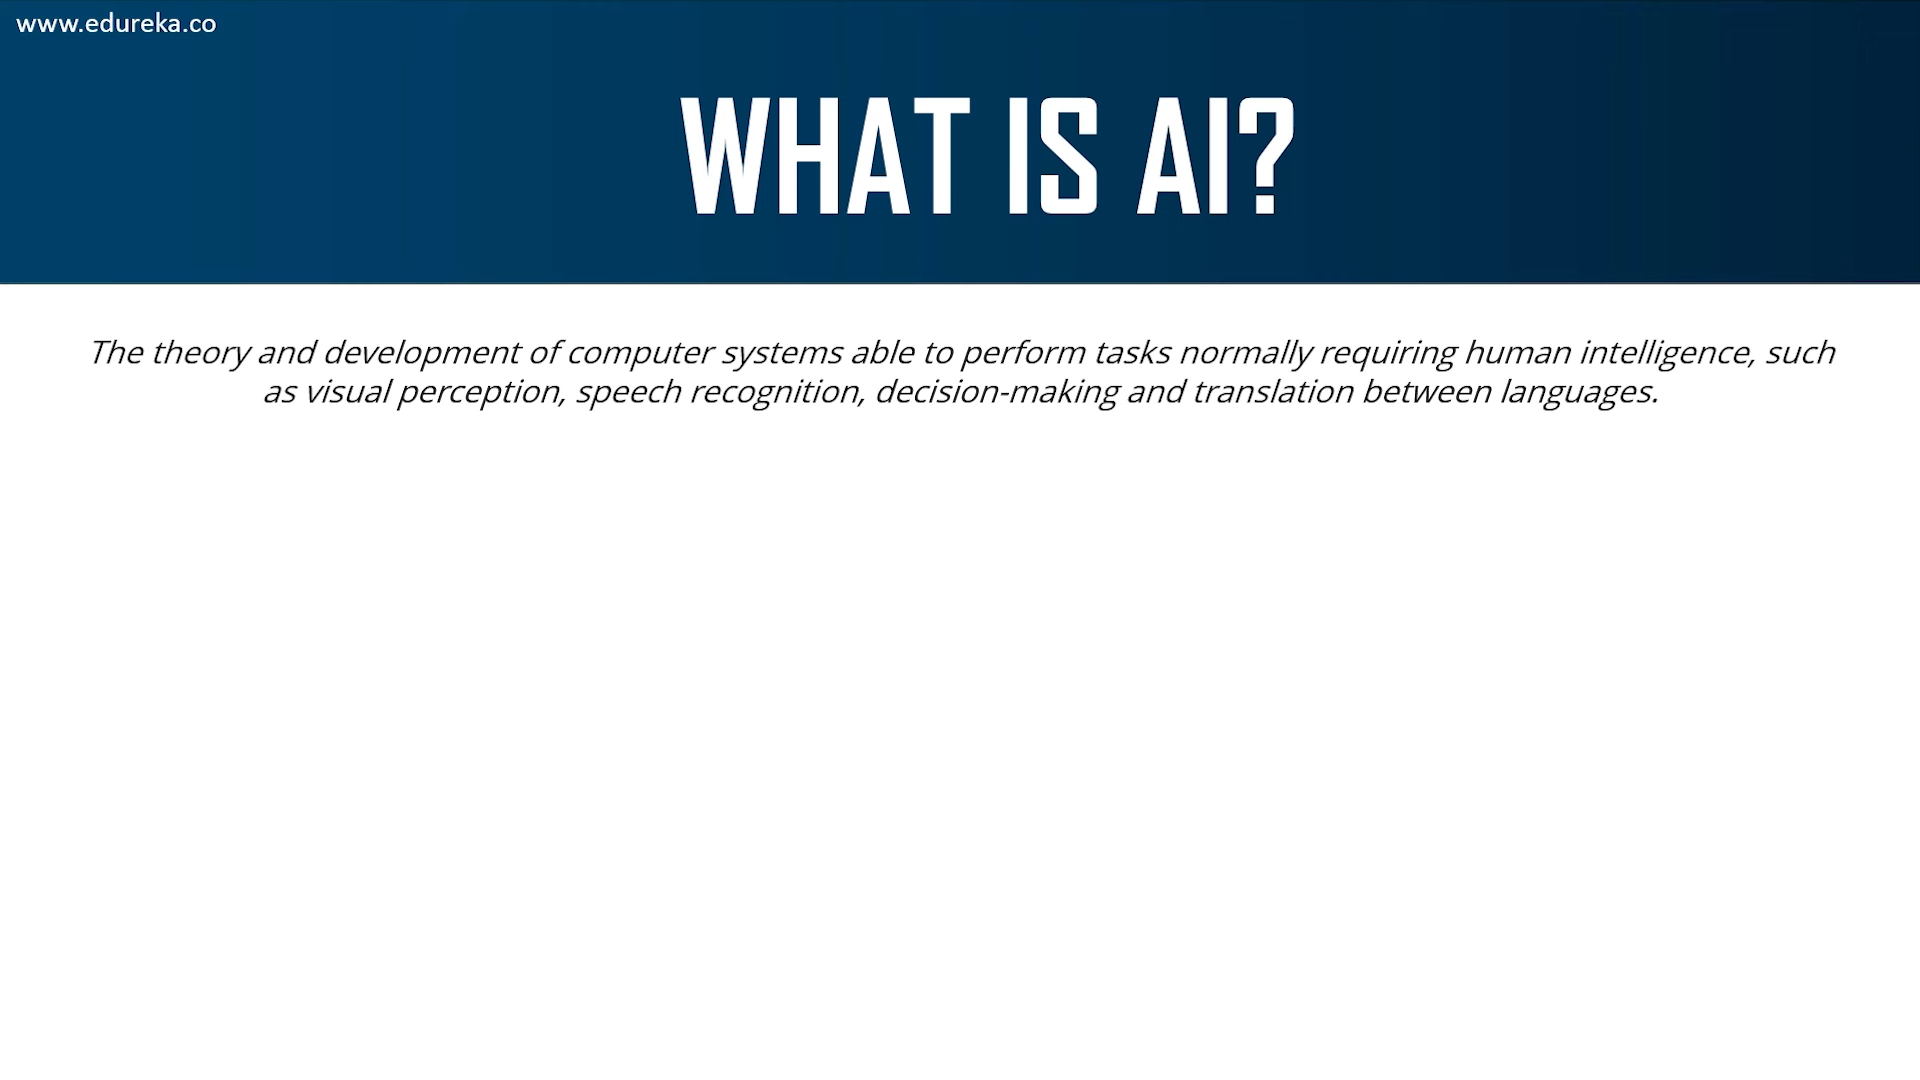 www.edureka.co
WHAT IS AI?
The theory and development of computer systems able to perform tasks normally requiring human intelligence, such
as visual perception, speech recognition, decision-making and translation between languages.